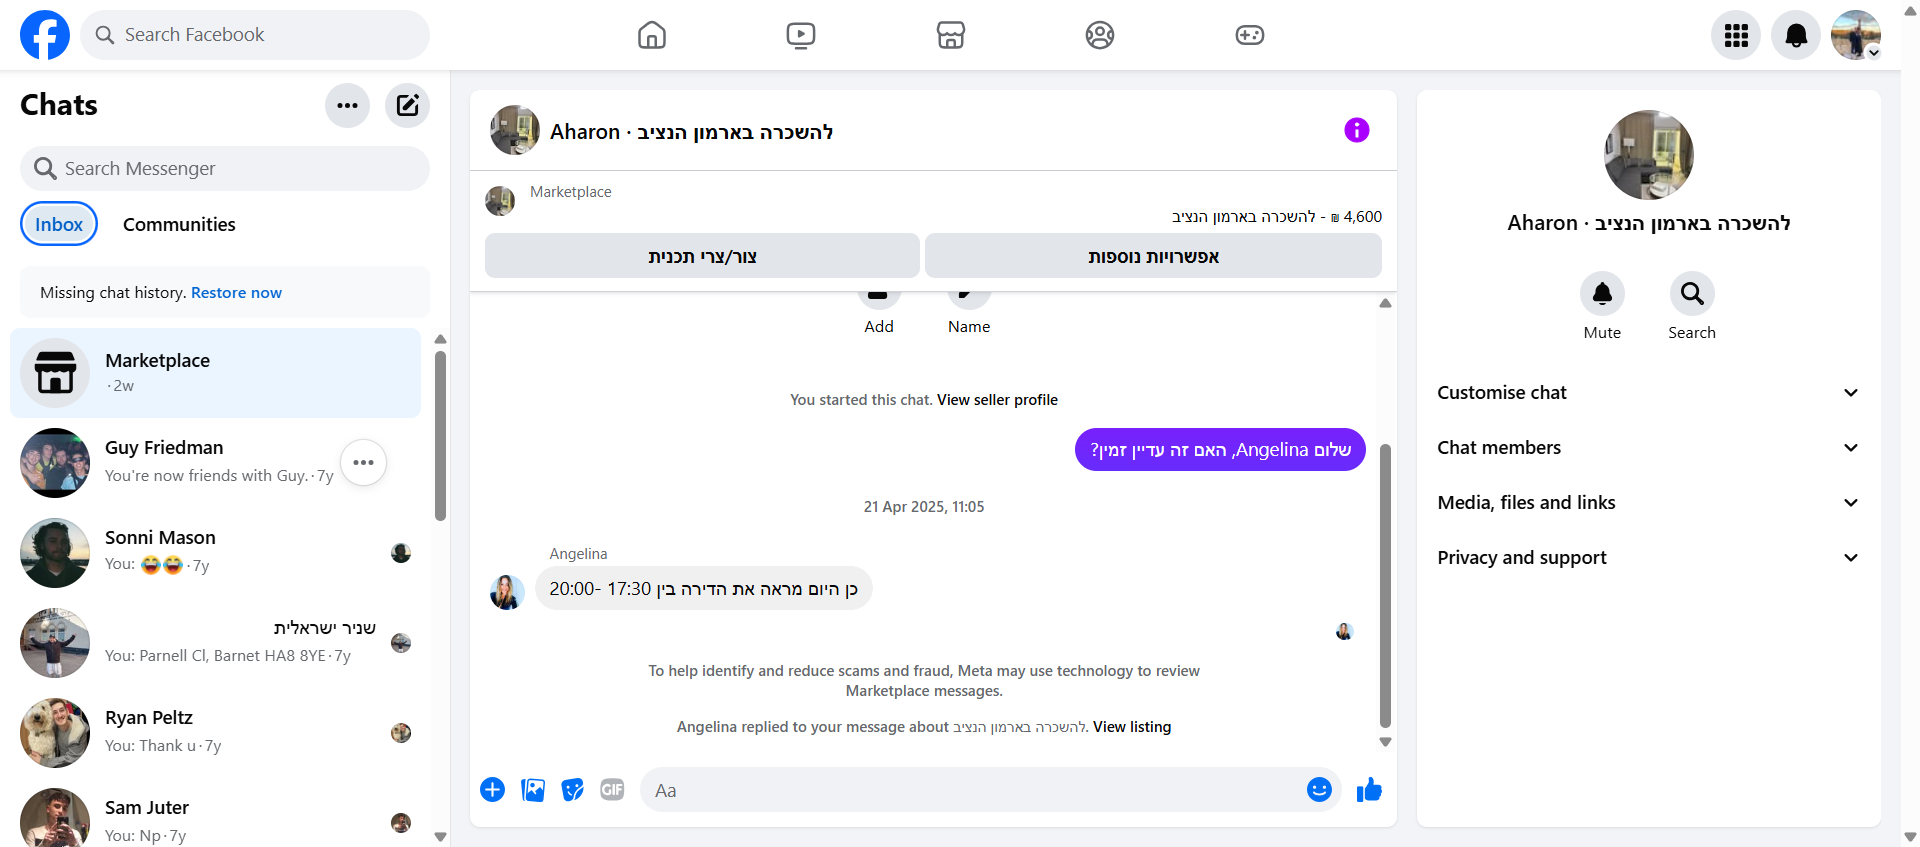 Search Facebook
Chats
Search Messenger
Inbox
Communities
Missing chat history. Restore now
Marketplace
· 2w
Guy Friedman
You're now friends with Guy. · 7y
Sonni Mason
You: 😂😂 · 7y
שניר ישראלית
You: Parnell Cl, Barnet HA8 8YE · 7y
Ryan Peltz
You: Thank u · 7y
Sam Juter
You: Np · 7y
Aharon · להשכרה בארמון הנציב
Marketplace
4,600 ₪ - להשכרה בארמון הנציב
צור/צרי תכנית
אפשרויות נוספות
Add
Name
You started this chat. View seller profile
שלום Angelina, האם זה עדיין זמין?
21 Apr 2025, 11:05
Angelina
כן היום מראה את הדירה בין 17:30 -20:00
To help identify and reduce scams and fraud, Meta may use technology to review
Marketplace messages.
Angelina replied to your message about להשכרה בארמון הנציב. View listing
GIF
Aa
Aharon · להשכרה בארמון הנציב
Mute
Search
Customise chat
Chat members
Media, files and links
Privacy and support